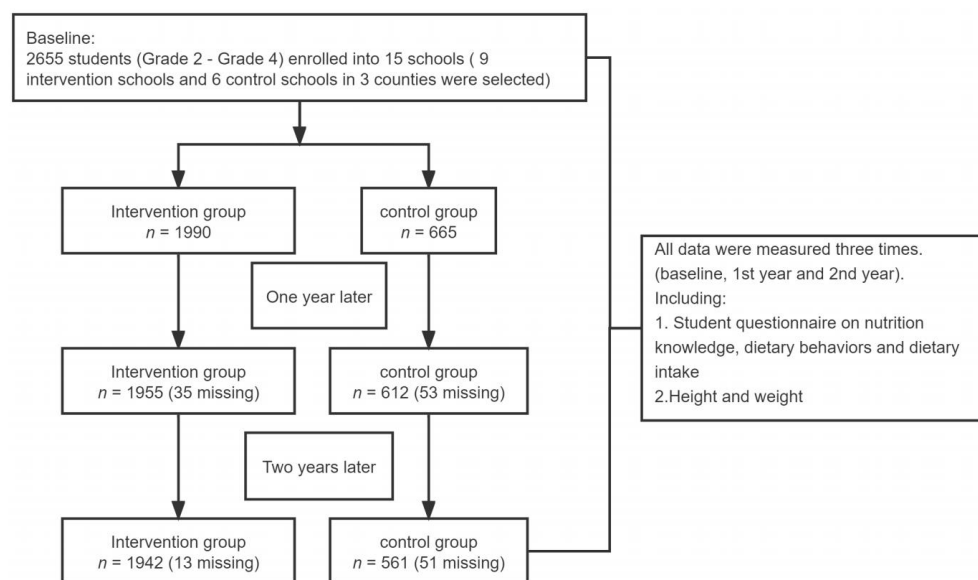 Baseline:
2655 students (Grade 2 - Grade 4) enrolled into 15 schools ( 9
intervention schools and 6 control schools in 3 counties were selected)
Intervention group
n = 1990
control group
n = 665
One year later
All data were measured three times.
(baseline, 1st year and 2nd year).
Including:
1. Student questionnaire on nutrition
knowledge, dietary behaviors and dietary
intake
2.Height and weight
Intervention group
n = 1955 (35 missing)
control group
n = 612 (53 missing)
Two years later
Intervention group
n = 1942 (13 missing)
control group
n = 561 (51 missing)